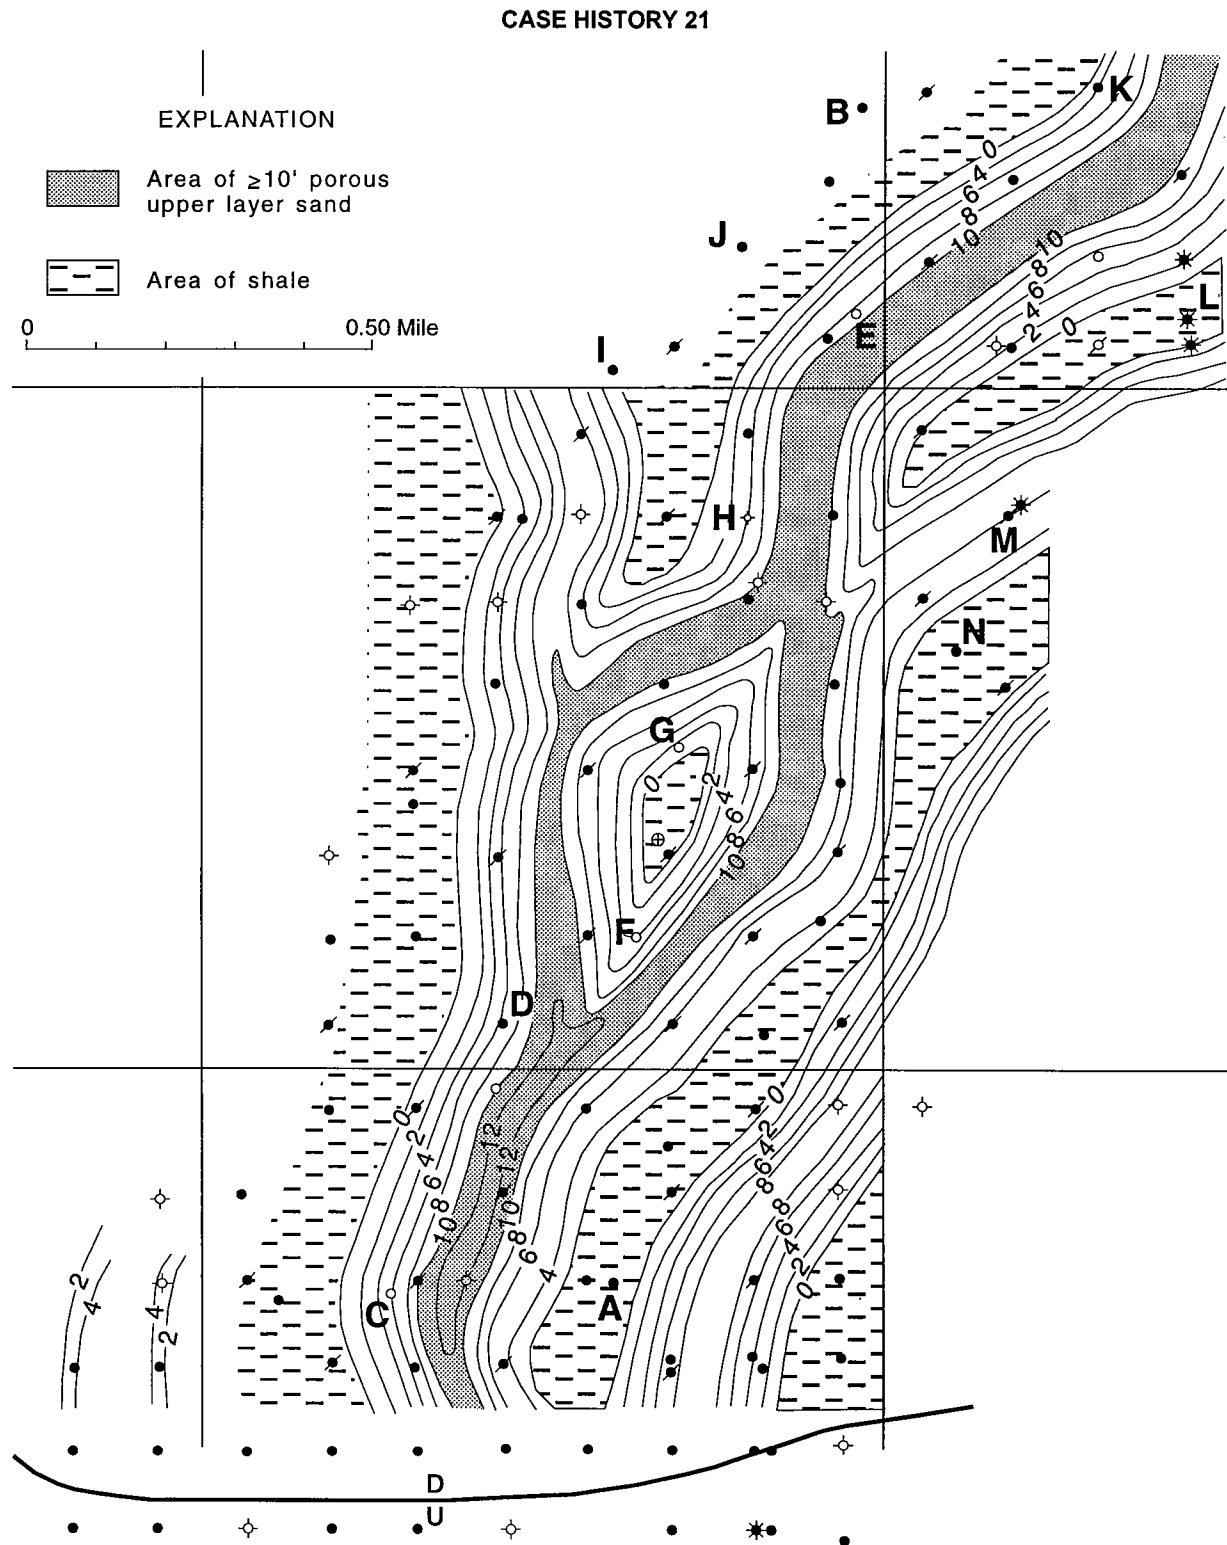 CASE HISTORY 21
EXPLANATION
Area of ≥10' porous
upper layer sand
Area of shale
0
0.50 Mile
K
B
0
4
6
8
10
J
10
8
6
4
2
0
L
E
I
H
M
N
G
0
2
4
6
8
10
F
D
0
2
4
6
8
10
12
12
10
8
6
4
0
2
4
6
8
8
6
4
2
0
2
4
4
2
C
A
D
U